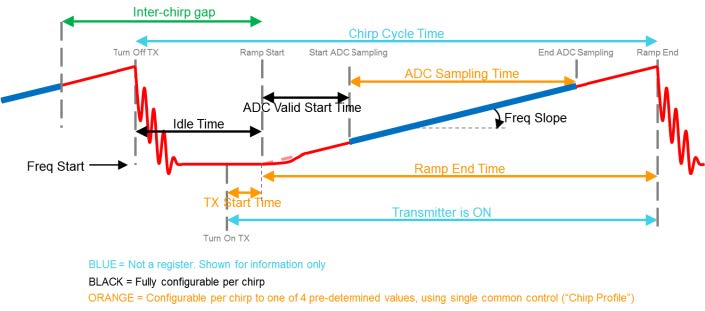 Inter-chirp gap
Chirp Cycle Time
Turn Off TX
Ramp Start
Start ADC Sampling
End ADC Sampling
Ramp End
ADC Sampling Time
ADC Valid Start Time
Idle Time
Freq Slope
Freq Start
Ramp End Time
TX Start Time
Transmitter is ON
Turn On TX
BLUE = Not a register. Shown for information only
BLACK = Fully configurable per chirp
ORANGE = Configurable per chirp to one of 4 pre-determined values, using single common control ("Chirp Profile")